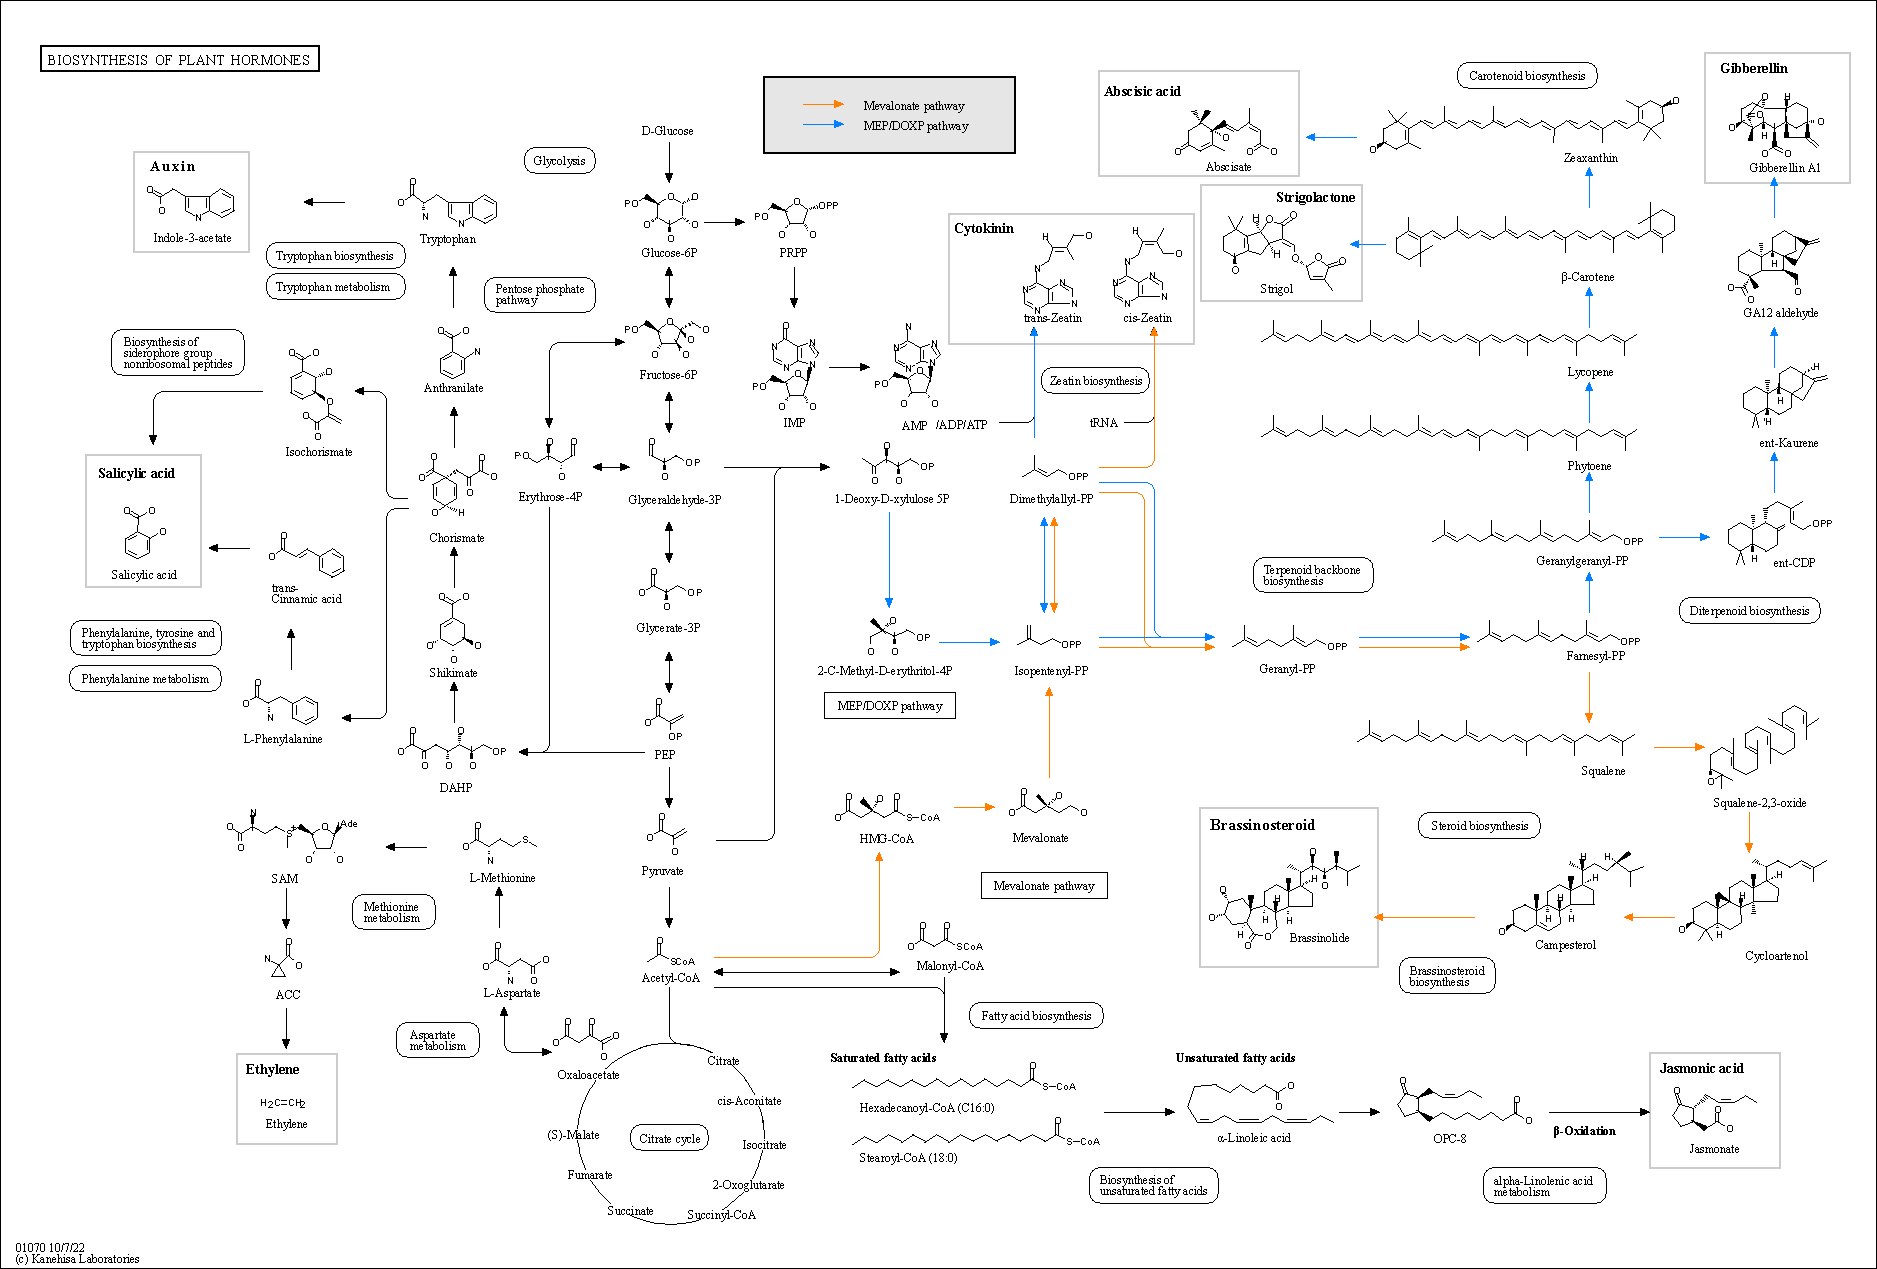 BIOSYNTHESIS OF PLANT HORMONES
Mevalonate pathway
MEP/DOXP pathway
Auxin
Indole-3-acetate
Tryptophan
Tryptophan biosynthesis
Tryptophan metabolism
Glycolysis
D-Glucose
Glucose-6P
PRPP
Pentose phosphate
pathway
Fructose-6P
IMP
AMP
/ADP/ATP
Cytokinin
trans-Zeatin
cis-Zeatin
Zeatin biosynthesis
tRNA
Abscisic acid
Abscisate
Strigolactone
Strigol
Carotenoid biosynthesis
Zeaxanthin
β-Carotene
Lycopene
Phytoene
Geranylgeranyl-PP
Gibberellin
Gibberellin A1
GA12 aldehyde
ent-Kaurene
ent-CDP
Diterpenoid biosynthesis
Biosynthesis of
siderophore group
nonribosomal peptides
Isochorismate
Anthranilate
Salicylic acid
Salicylic acid
trans-
Cinnamic acid
Chorismate
Erythrose-4P
Glyceraldehyde-3P
1-Deoxy-D-xylulose 5P
Dimethylallyl-PP
Phenylalanine, tyrosine and
tryptophan biosynthesis
Phenylalanine metabolism
L-Phenylalanine
Shikimate
DAHP
Glycerate-3P
PEP
2-C-Methyl-D-erythritol-4P
MEP/DOXP pathway
Isopentenyl-PP
Terpenoid backbone
biosynthesis
Geranyl-PP
Farnesyl-PP
Squalene
Squalene-2,3-oxide
SAM
L-Methionine
Methionine
metabolism
ACC
L-Aspartate
Aspartate
metabolism
Ethylene
H2C=CH2
Ethylene
Pyruvate
HMG-CoA
Mevalonate
Mevalonate pathway
Acetyl-CoA
Malonyl-CoA
Fatty acid biosynthesis
Brassinosteroid
Brassinolide
Steroid biosynthesis
Campesterol
Cycloartenol
Brassinosteroid
biosynthesis
Oxaloacetate
Citrate
cis-Aconitate
Isocitrate
2-Oxoglutarate
Succinyl-CoA
Succinate
Fumarate
(S)-Malate
Citrate cycle
Saturated fatty acids
Hexadecanoyl-CoA (C16:0)
Stearoyl-CoA (18:0)
Unsaturated fatty acids
α-Linoleic acid
Biosynthesis of
unsaturated fatty acids
OPC-8
β-Oxidation
alpha-Linolenic acid
metabolism
Jasmonic acid
Jasmonate
01070 10/7/22
(c) Kanehisa Laboratories